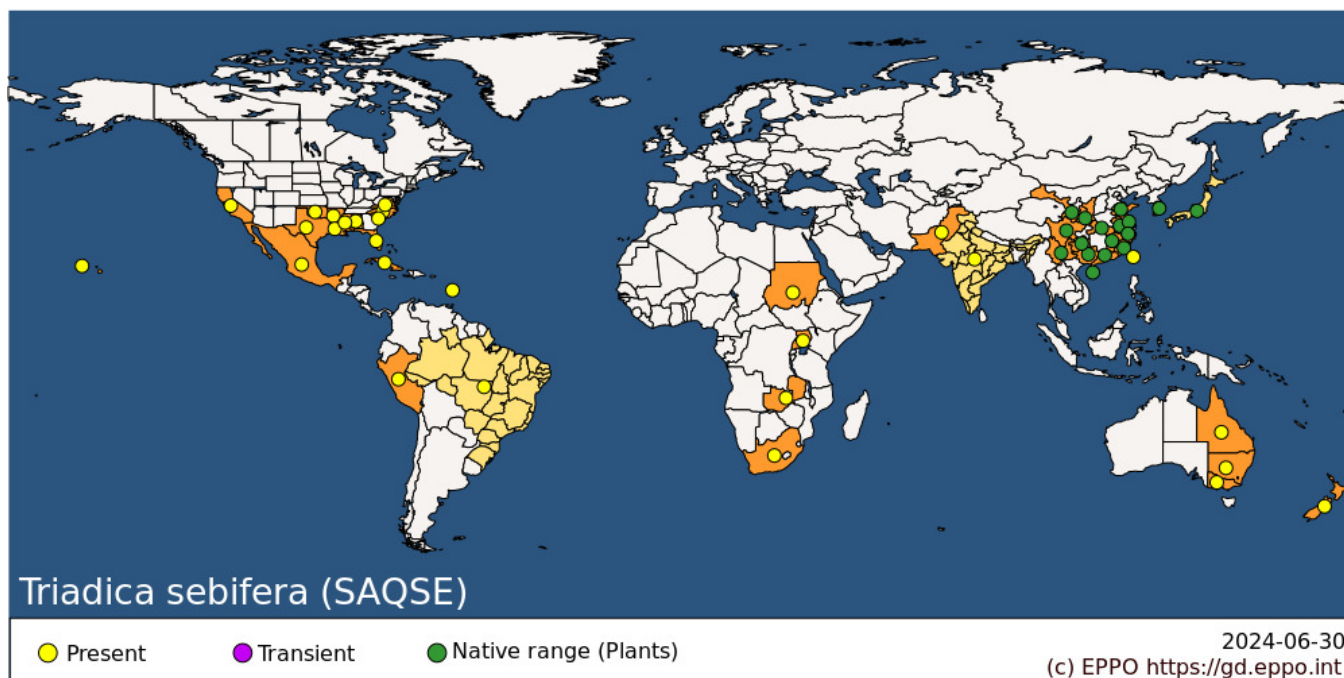 Triadica sebifera (SAQSE)
Present
Transient
Native range (Plants)
2024-06-30
(c) EPPO https://gd.eppo.int